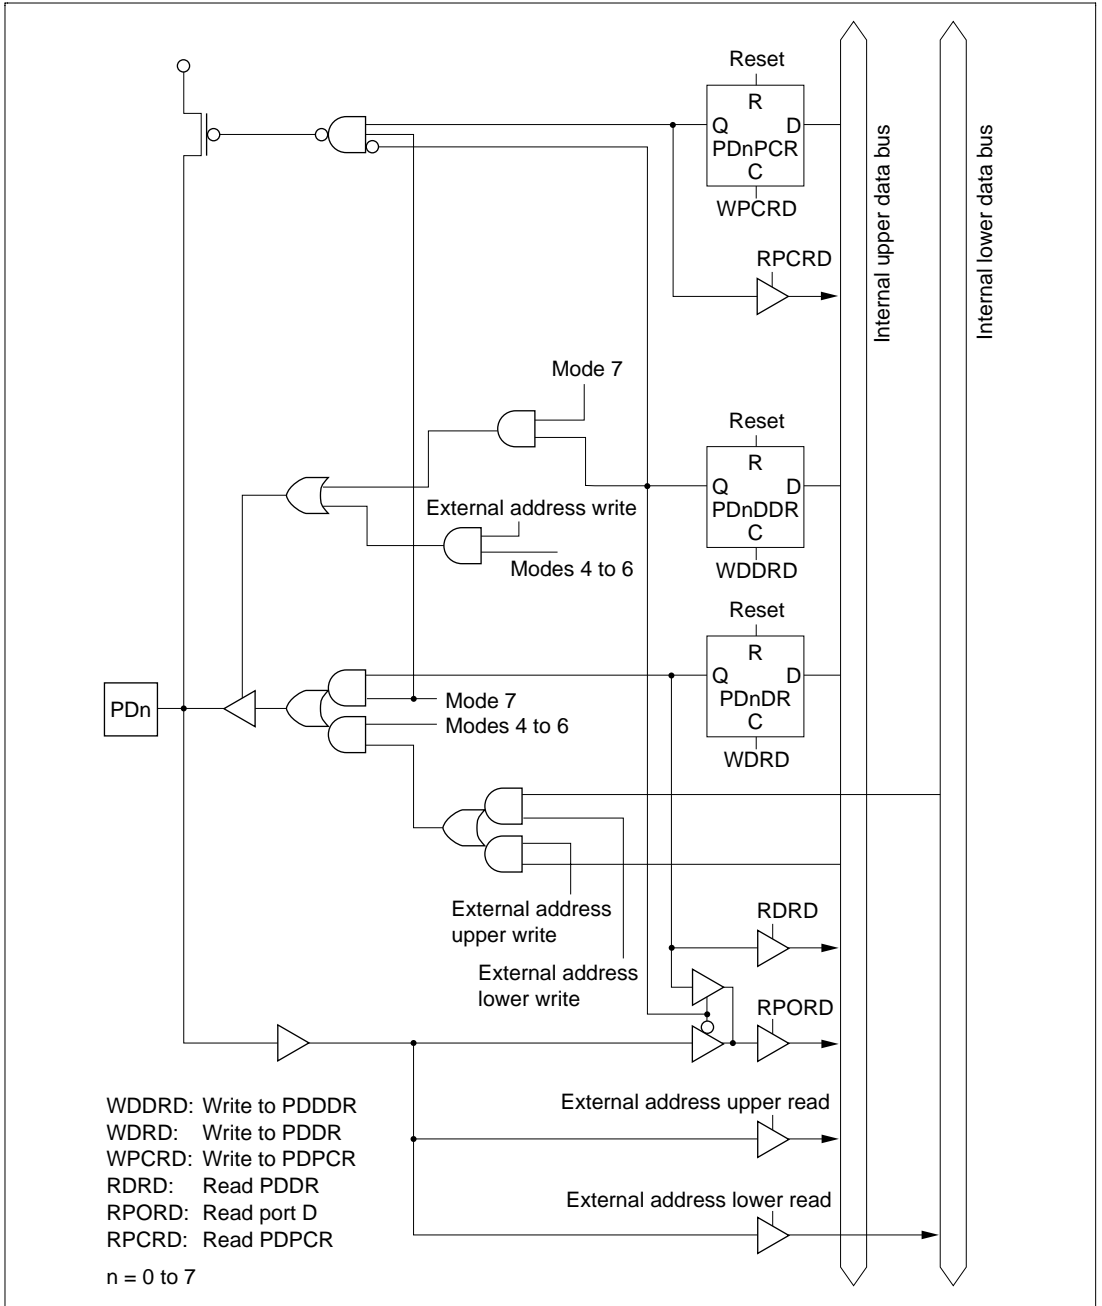 Reset
R
Q D
PDnPCR
C
WPCRD
Internal upper data bus
Internal lower data bus
RPCRD
Mode 7
Reset
R
Q D
PDnDDR
C
WDDRD
External address write
Modes 4 to 6
Reset
R
Q D
PDnDR
C
WDRD
PDn
Mode 7
Modes 4 to 6
External address
upper write
External address
lower write
RDRD
RPORD
External address upper read
External address lower read
WDDRD: Write to PDDDR
WDRD: Write to PDDR
WPCRD: Write to PDPCR
RDRD: Read PDDR
RPORD: Read port D
RPCRD: Read PDPCR
n = 0 to 7